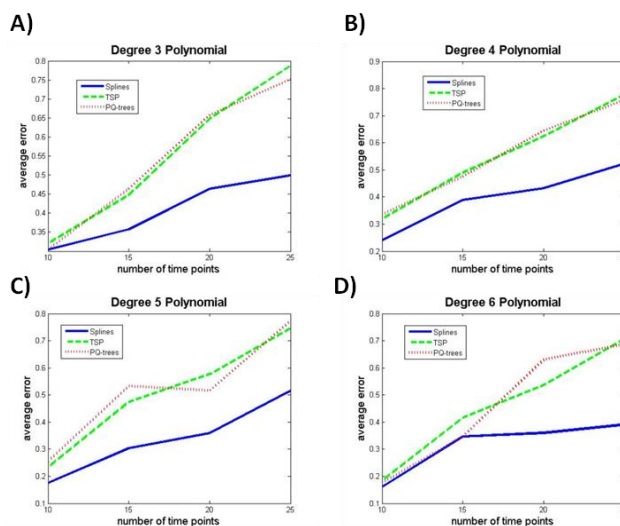 A)
Degree 3 Polynomial
0.8
0.75
0.7
0.65
0.6
0.55
0.5
0.45
0.4
0.35
Splines
TSP
PQ-trees
average error
10 15 20 25
number of time points
B)
Degree 4 Polynomial
0.9
0.8
0.7
0.6
0.5
0.4
0.3
0.2
Splines
TSP
PQ-trees
average error
10 15 20
number of time points
C)
Degree 5 Polynomial
0.8
0.7
0.6
0.5
0.4
0.3
0.2
0.1
Splines
TSP
PQ-trees
average error
10 15 20 25
number of time points
D)
Degree 6 Polynomial
0.8
0.7
0.6
0.5
0.4
0.3
0.2
0.1
Splines
TSP
PQ-trees
average error
10 15 20
number of time points